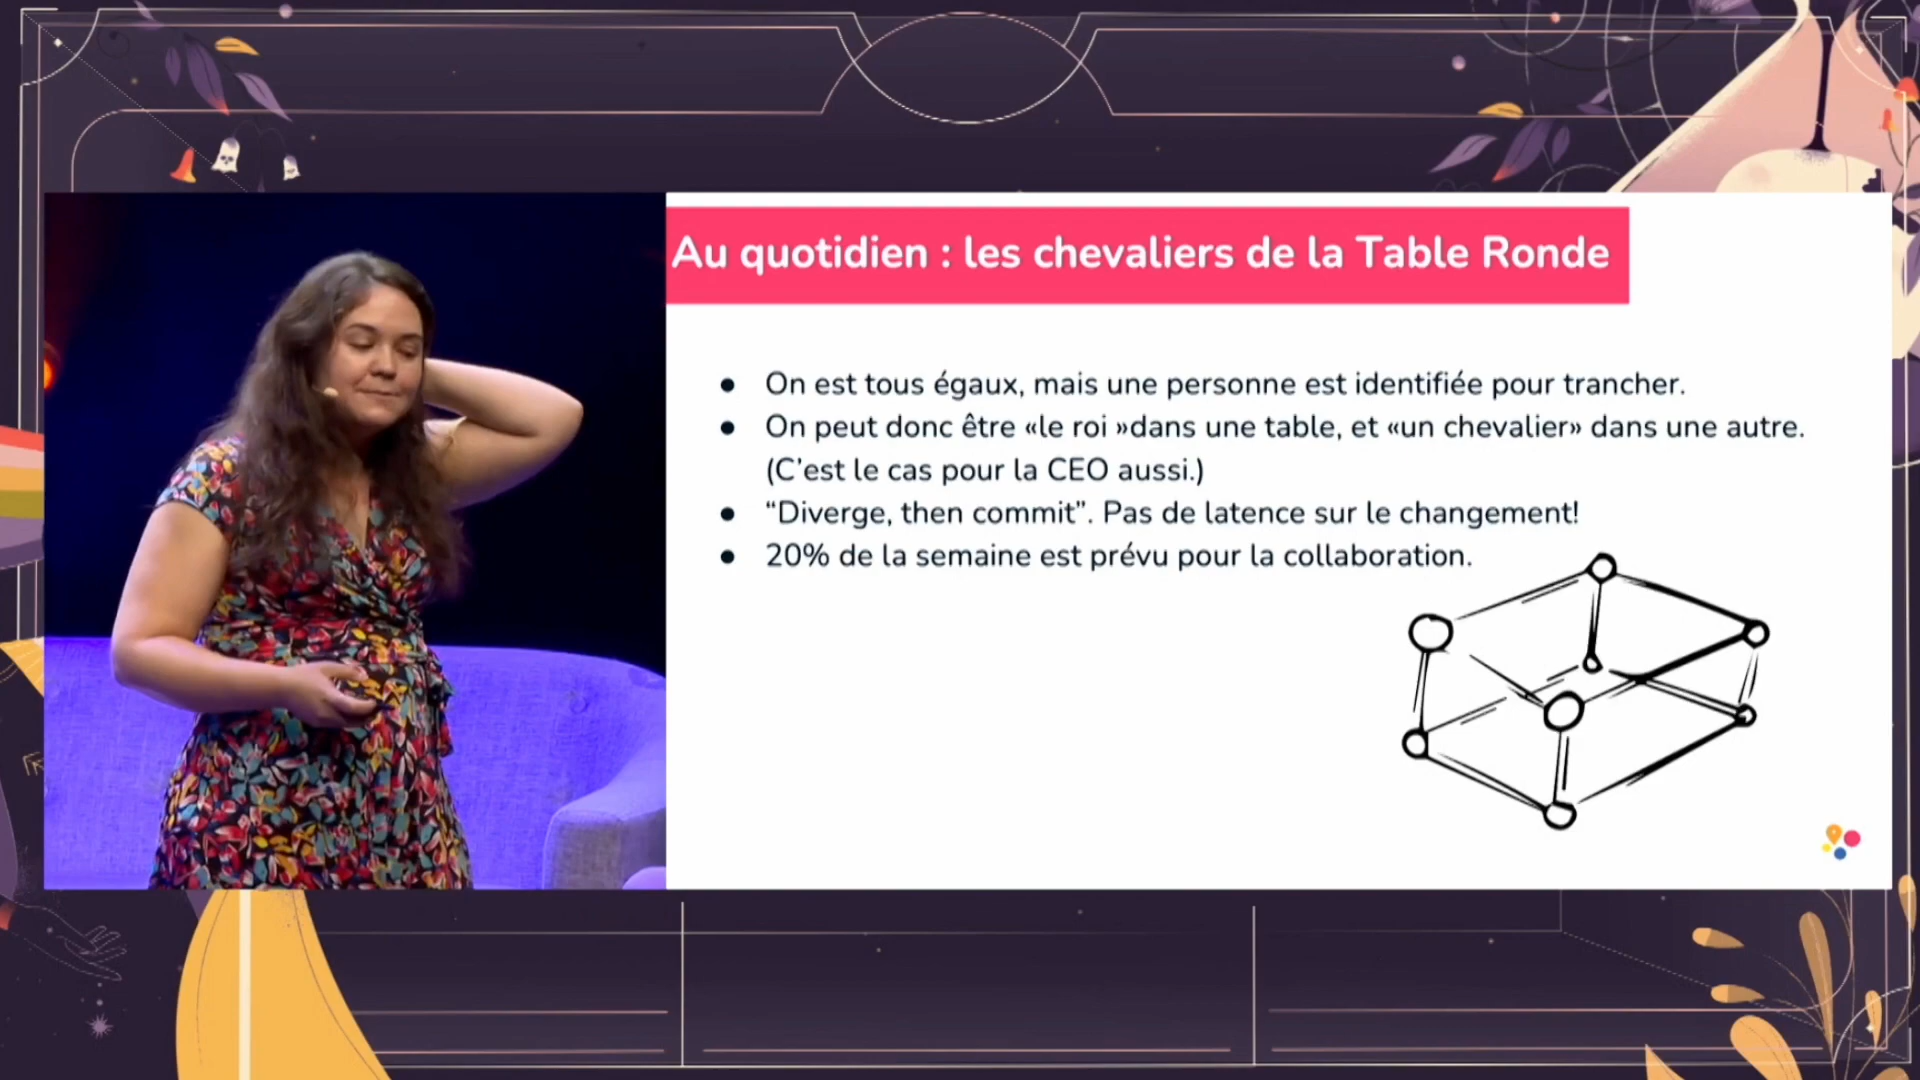 Au quotidien : les chevaliers de la Table Ronde
● On est tous égaux, mais une personne est identifiée pour trancher.
● On peut donc être «le roi »dans une table, et «un chevalier» dans une autre.
(C'est le cas pour la CEO aussi.)
● “Diverge, then commit”. Pas de latence sur le changement!
● 20% de la semaine est prévu pour la collaboration.